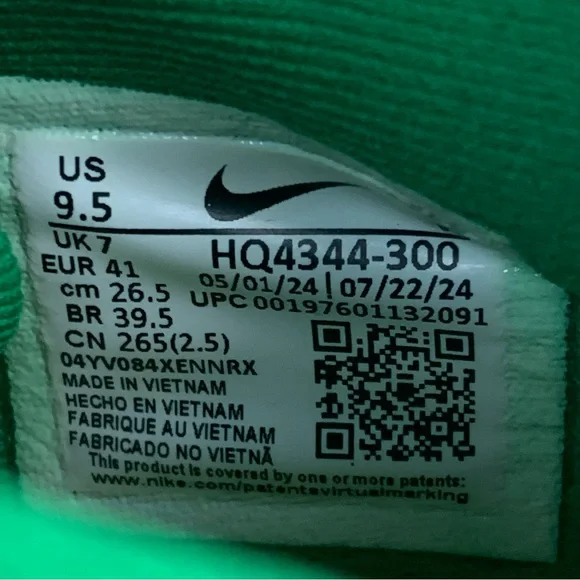 US
9.5
UK 7
EUR 41
cm 26.5
BR 39.5
CN 265(2.5)
HQ4344-300
05/01/24 | 07/22/24
UPC 00197601132091
04YV084XENNRX
MADE IN VIETNAM
HECHO EN VIETNAM
FABRIQUE AU VIETNAM
FABRICADO NO VIETNÃ
This product is covered by one or more patents:
www.nike.com/patentsvirtualmarking